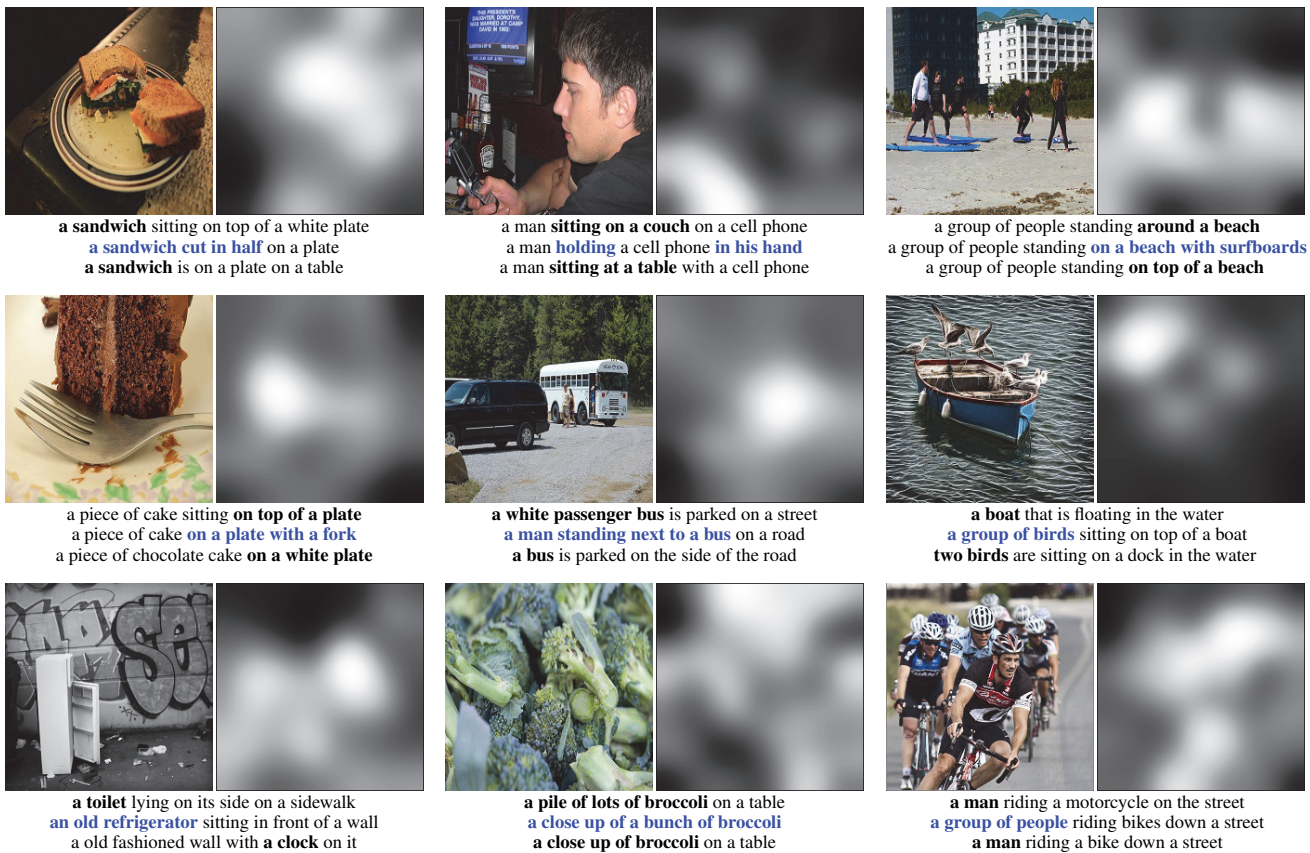 THIS PRESIDENT'S
DAUGHTER, DOROTHY,
WAS MARRIED AT CAMP
DAVID IN 1992!
a sandwich sitting on top of a white plate
a sandwich cut in half on a plate
a sandwich is on a plate on a table
a man sitting on a couch on a cell phone
a man holding a cell phone in his hand
a man sitting at a table with a cell phone
a group of people standing around a beach
a group of people standing on a beach with surfboards
a group of people standing on top of a beach
a piece of cake sitting on top of a plate
a piece of cake on a plate with a fork
a piece of chocolate cake on a white plate
a white passenger bus is parked on a street
a man standing next to a bus on a road
a bus is parked on the side of the road
a boat that is floating in the water
a group of birds sitting on top of a boat
two birds are sitting on a dock in the water
a toilet lying on its side on a sidewalk
an old refrigerator sitting in front of a wall
a old fashioned wall with a clock on it
a pile of lots of broccoli on a table
a close up of a bunch of broccoli
a close up of broccoli on a table
a man riding a motorcycle on the street
a group of people riding bikes down a street
a man riding a bike down a street